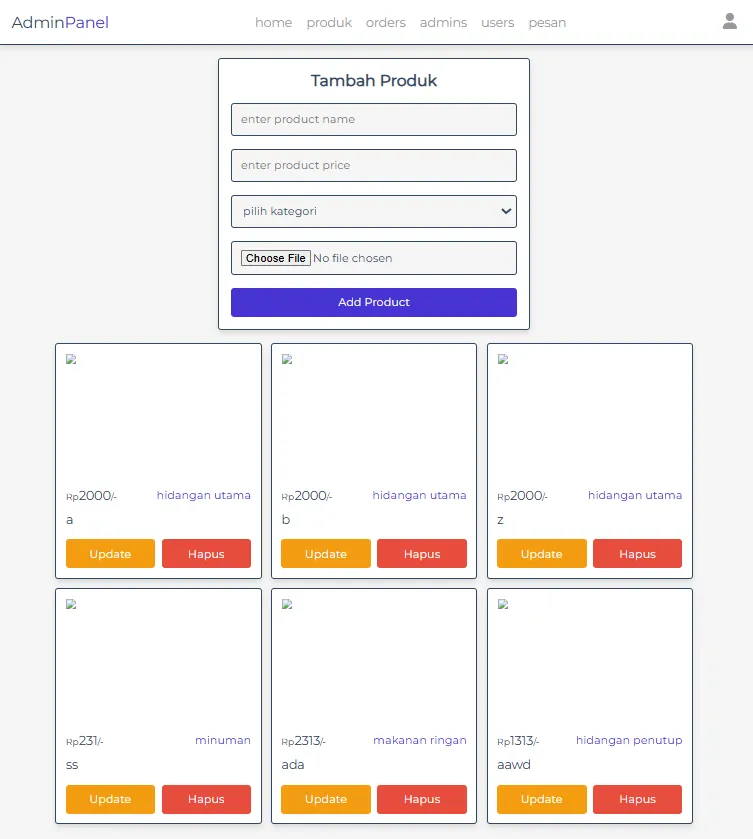 AdminPanel home produk orders admins users pesan
Tambah Produk
enter product name
enter product price
pilih kategori
Choose File No file chosen
Add Product
Rp2000/- hidangan utama
a
Update Hapus
Rp2000/- hidangan utama
b
Update Hapus
Rp2000/- hidangan utama
z
Update Hapus
Rp231/- minuman
ss
Update Hapus
Rp2313/- makanan ringan
ada
Update Hapus
Rp1313/- hidangan penutup
aawd
Update Hapus